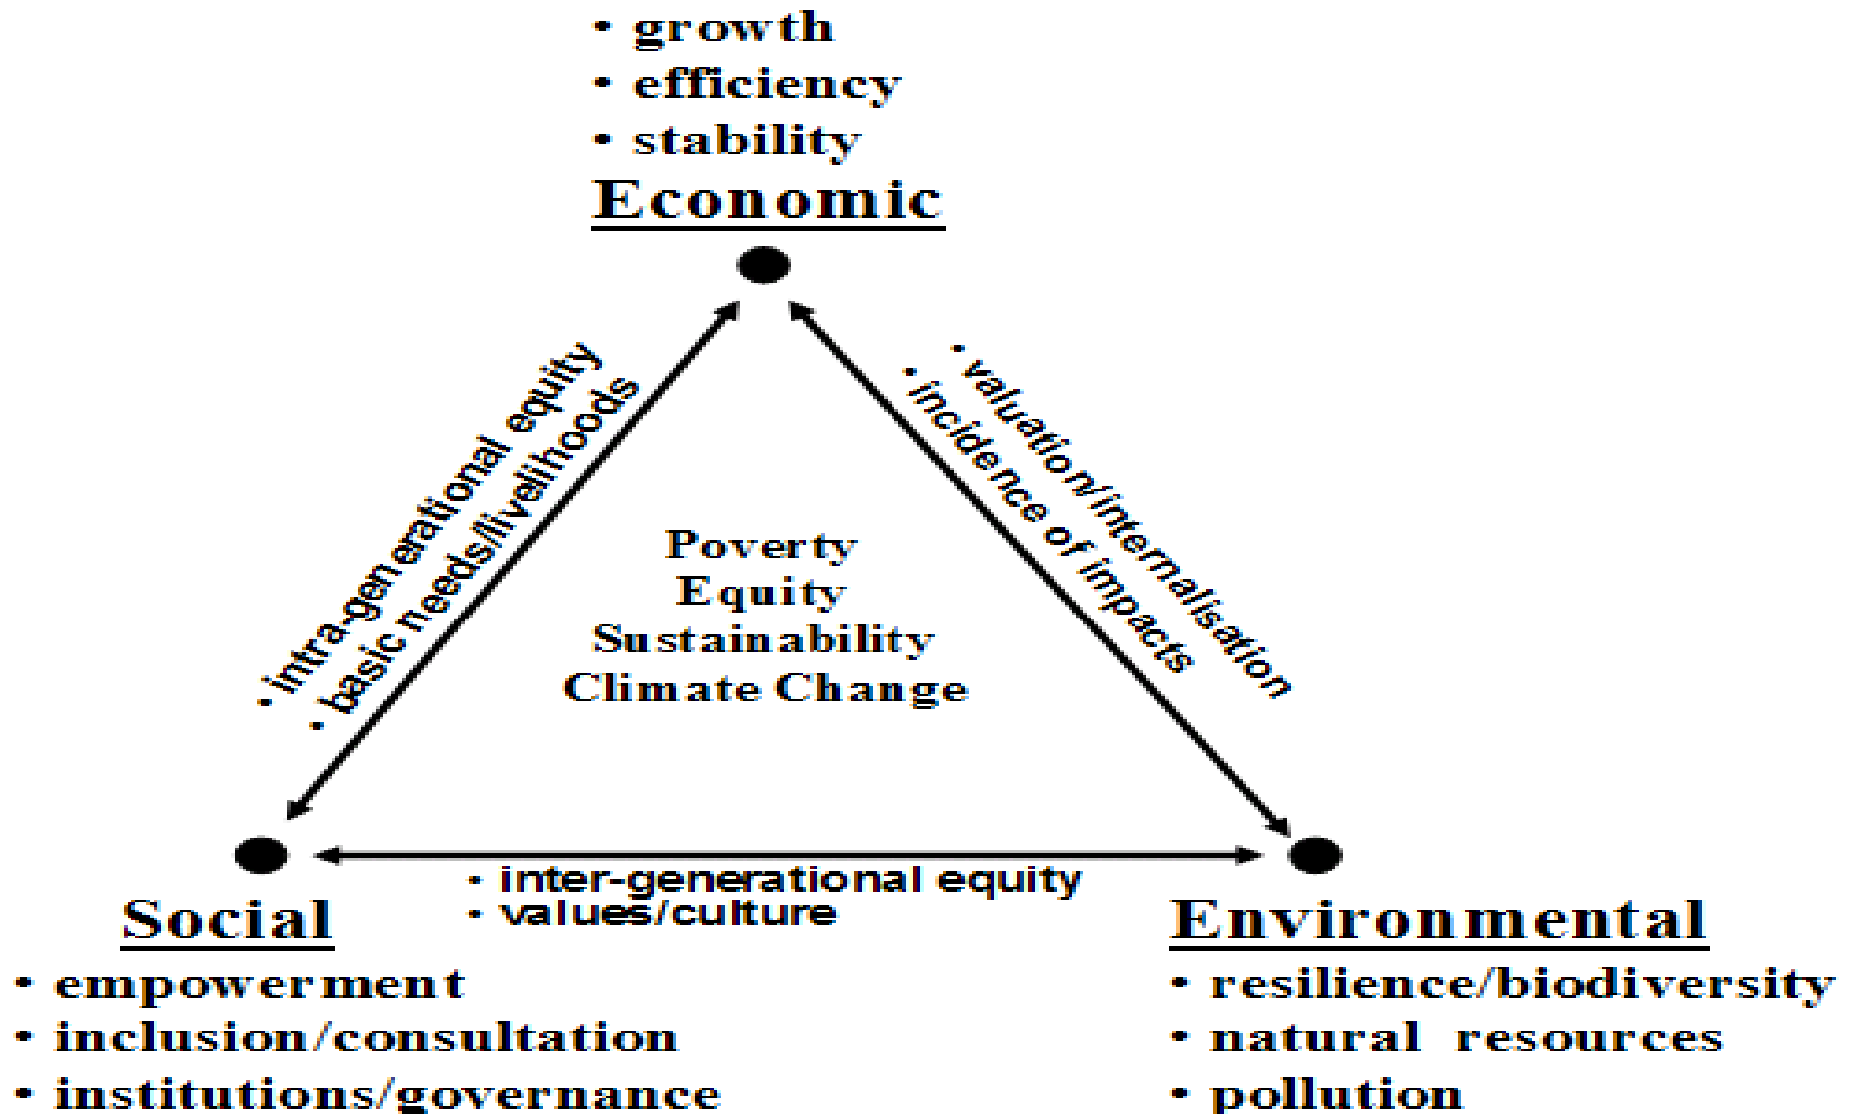 • growth
• efficiency
• stability
Economic
• intra-generational equity
• basic needs/livelihoods
• valuation/internalisation
• incidence of impacts
Poverty
Equity
Sustainability
Climate Change
• inter-generational equity
• values/culture
Social
• empowerment
• inclusion/consultation
• institutions/governance
Environmental
• resilience/biodiversity
• natural resources
• pollution